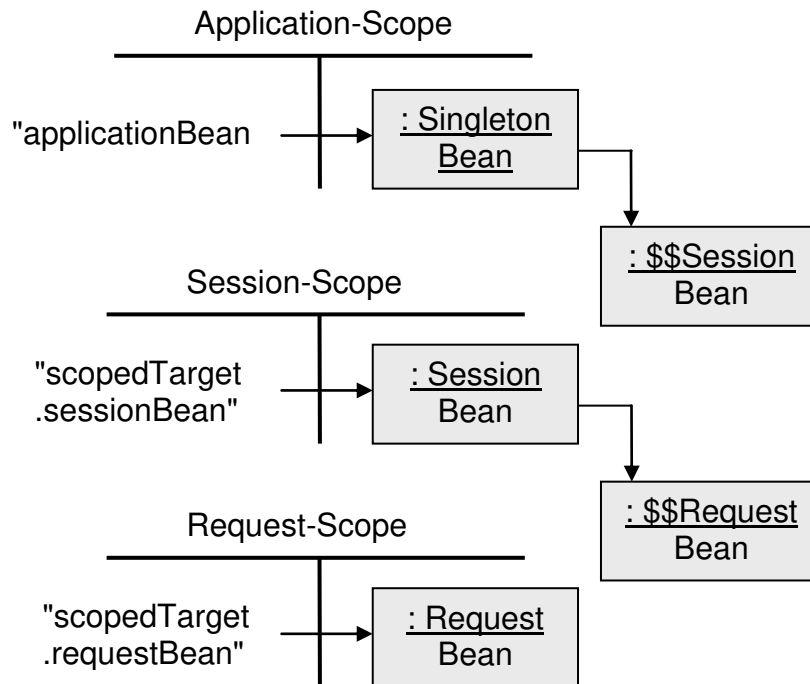 Application-Scope
"applicationBean
: Singleton
Bean
: $$Session
Bean
Session-Scope
"scopedTarget
.sessionBean"
: Session
Bean
: $$Request
Bean
Request-Scope
"scopedTarget
.requestBean"
: Request
Bean